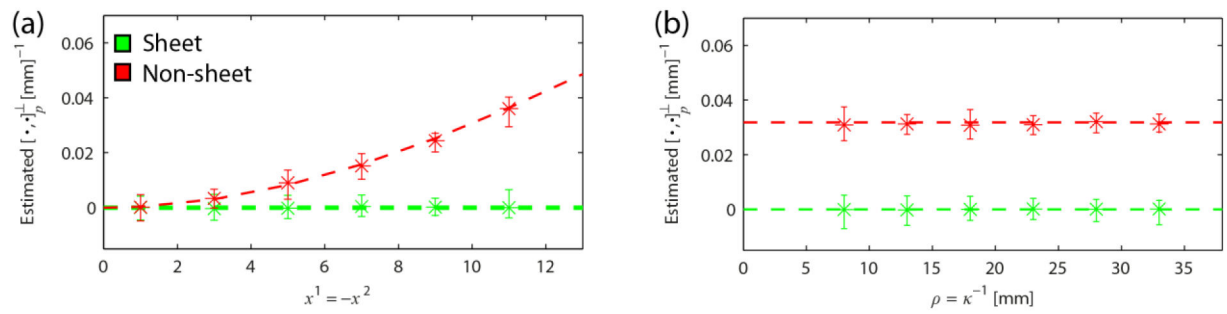 (a)
Estimated [•,•]⊥p [mm]−1
0.06
0.04
0.02
0
Sheet
Non-sheet
0 2 4 6 8 10 12
x1 = −x2
(b)
Estimated [•,•]⊥p [mm]−1
0.06
0.04
0.02
0
0 5 10 15 20 25 30 35
ρ = κ−1 [mm]